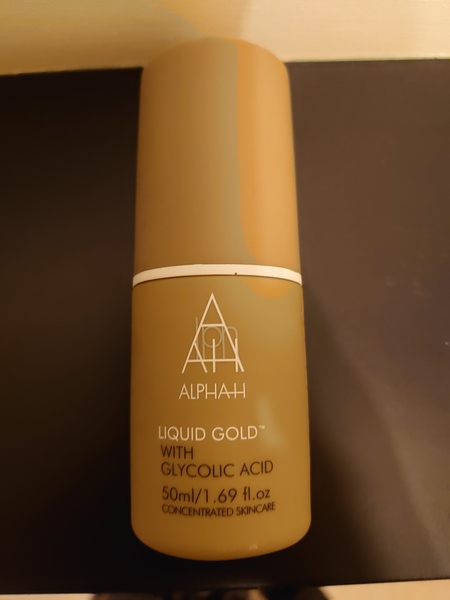 ALPHA-H
LIQUID GOLD™
WITH
GLYCOLIC ACID
50ml/1.69 fl.oz
CONCENTRATED SKINCARE